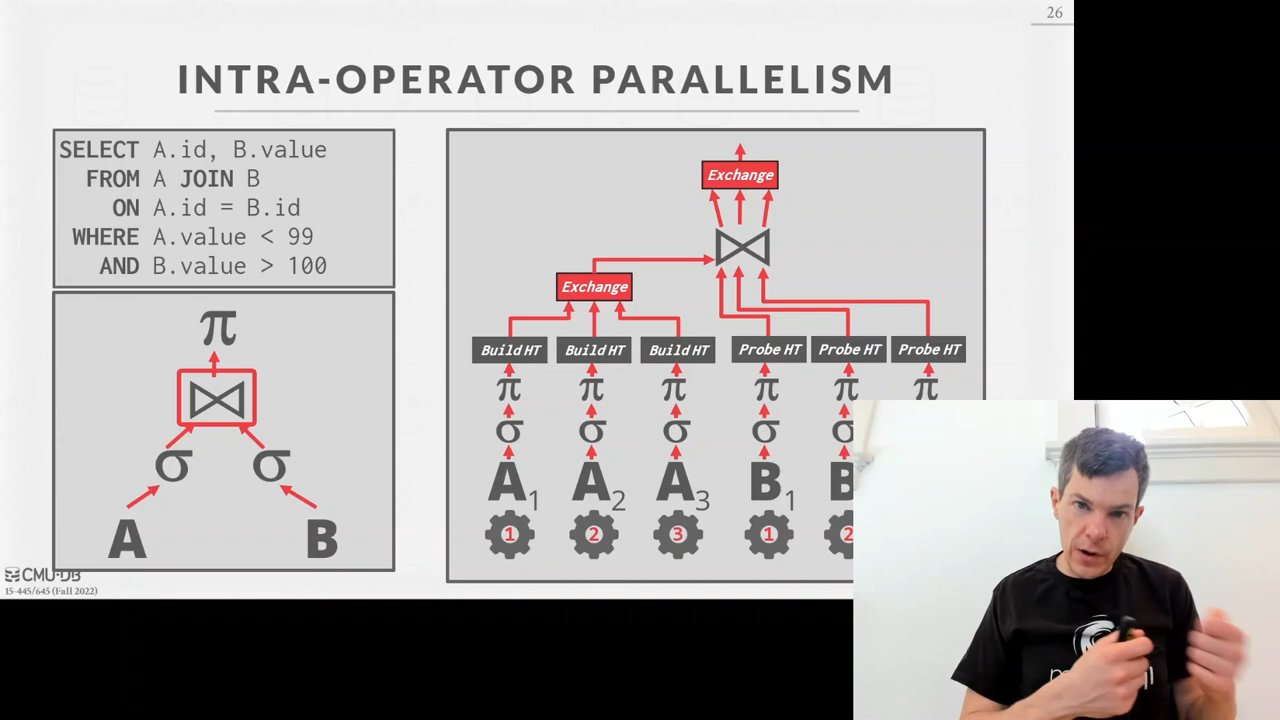 26
INTRA-OPERATOR PARALLELISM
SELECT A.id, B.value
FROM A JOIN B
ON A.id = B.id
WHERE A.value < 99
AND B.value > 100
π
σ σ
A B
Exchange
Exchange
Build HT Build HT Build HT Probe HT Probe HT Probe HT
π π π π π π
σ σ σ σ σ
A1 A2 A3 B1 B
1 2 3 1 2
CMU·DB
15-445/645 (Fall 2022)